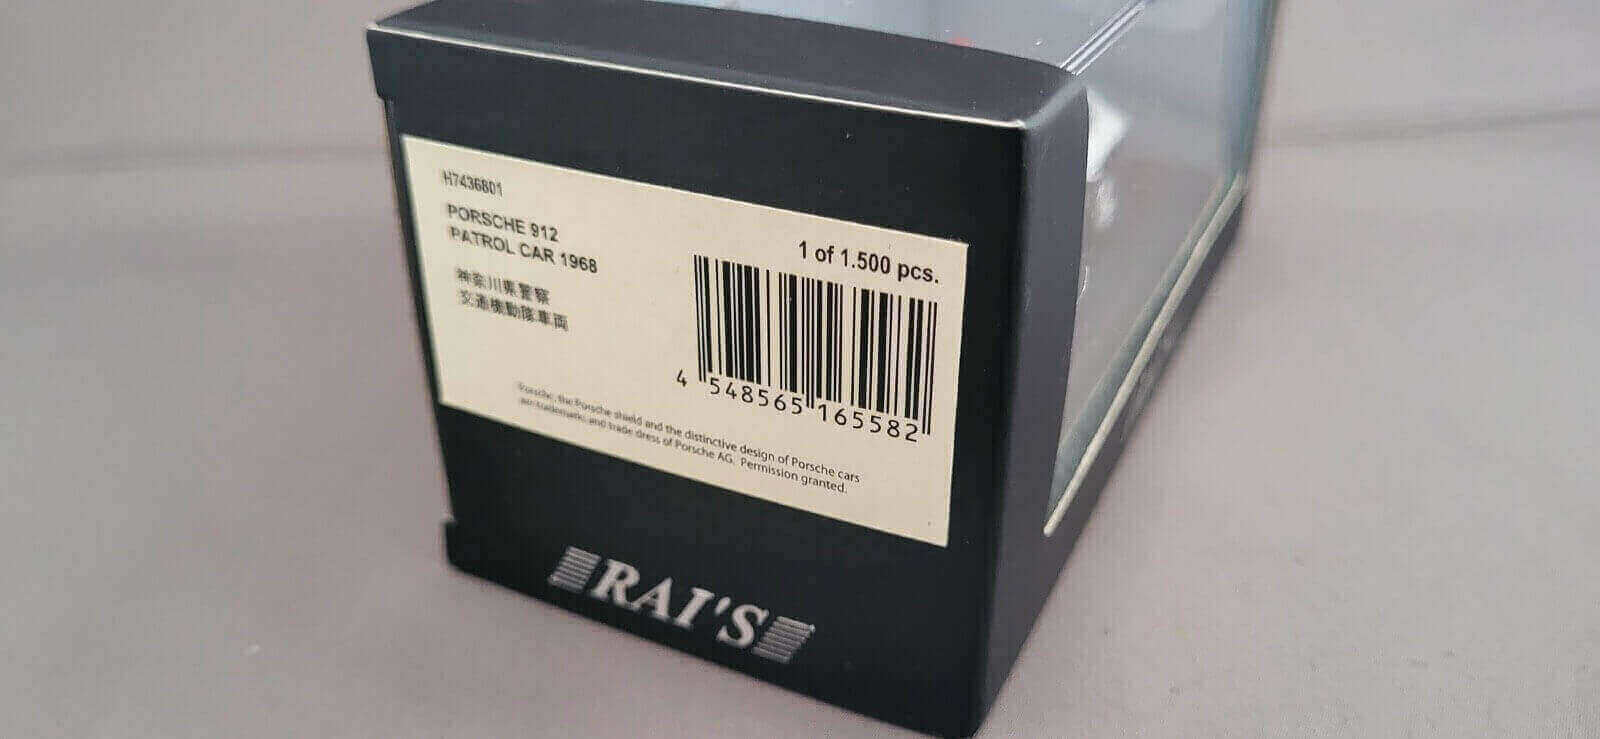 H7436801
PORSCHE 912
PATROL CAR 1968
神奈川県警察
交通機動隊車両
1 of 1.500 pcs.
4 548565 165582
Porsche, the Porsche shield and the distinctive design of Porsche cars
are trademarks and trade dress of Porsche AG. Permission granted.
RAI'S